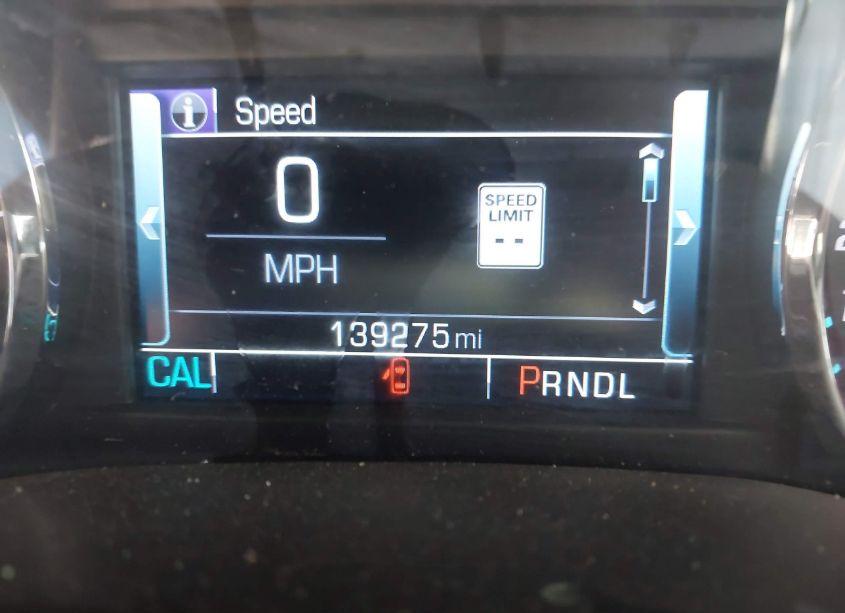 i Speed
0
MPH
SPEED
LIMIT
--
139275 mi
CAL PRNDL